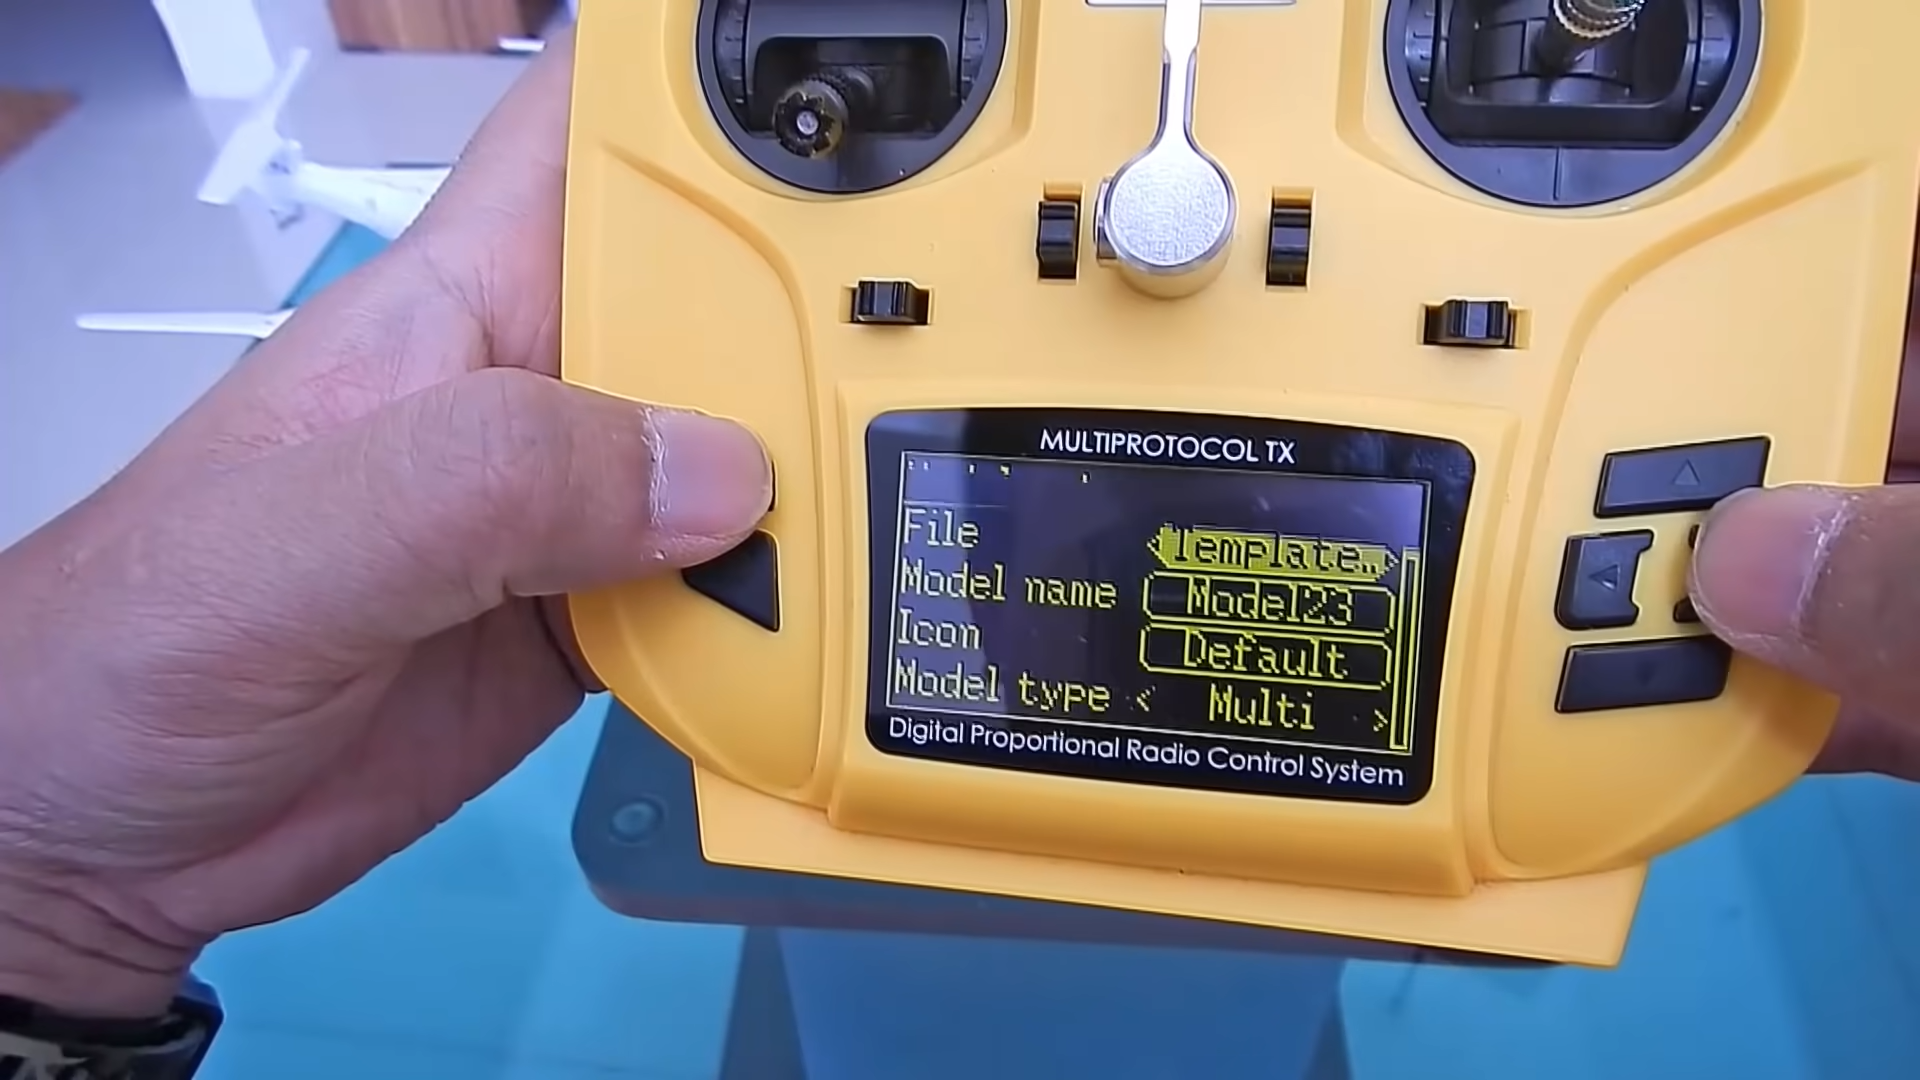 MULTIPROTOCOL TX
File <Template..>
Model name Model23
Icon Default
Model type < Multi >
Digital Proportional Radio Control System